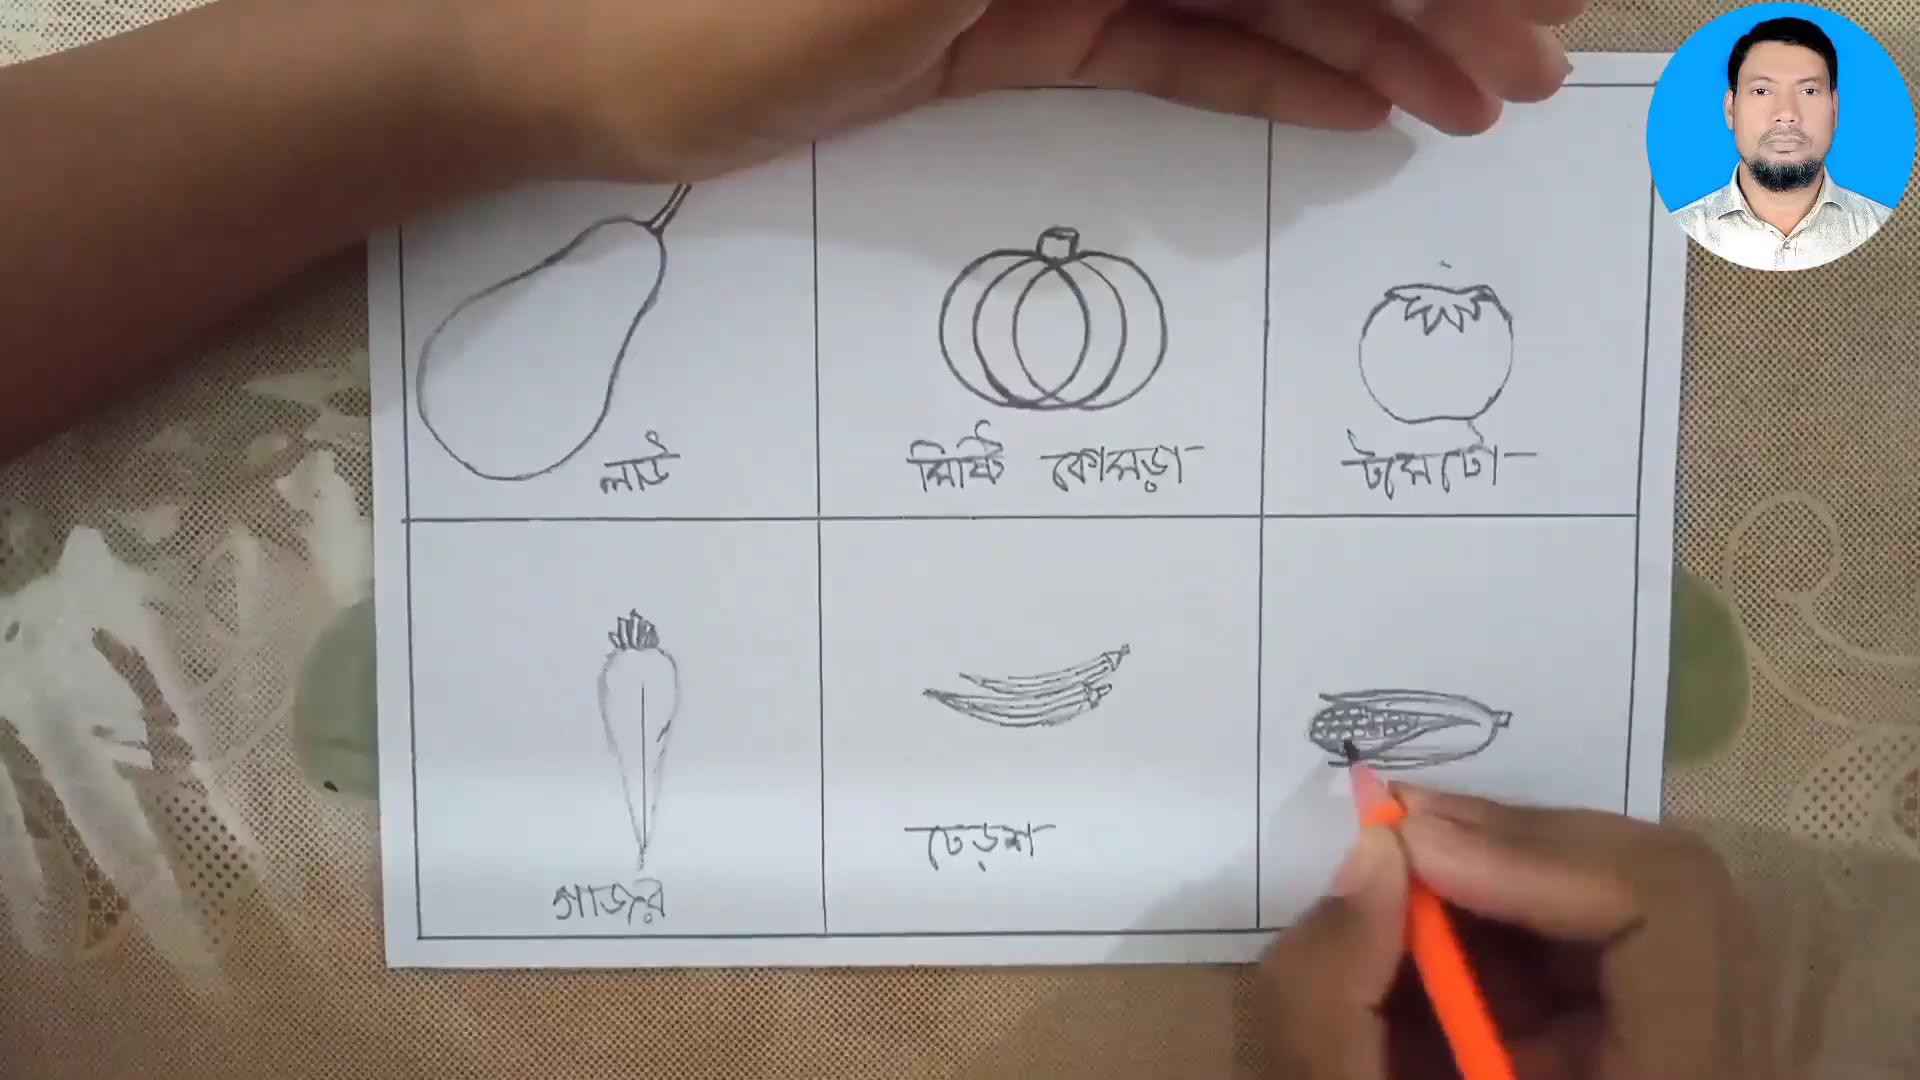 লাউ
মিষ্টি কোমড়া
টমেটো
গাজর
ঢেড়শ